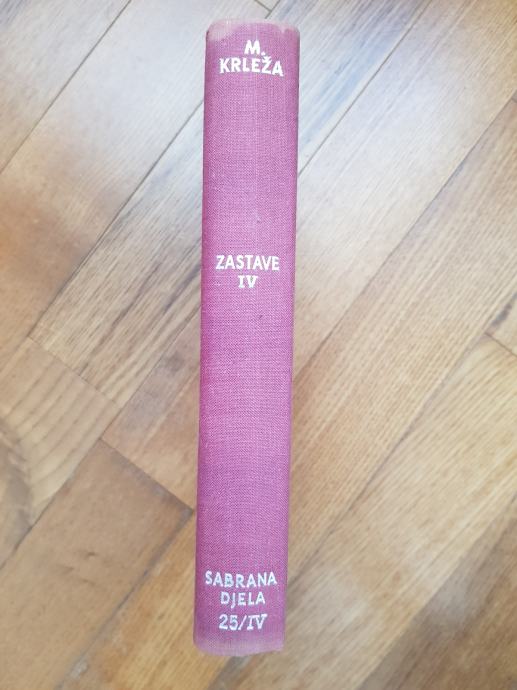 M.
KRLEŽA
ZASTAVE
IV
SABRANA
DJELA
25/IV